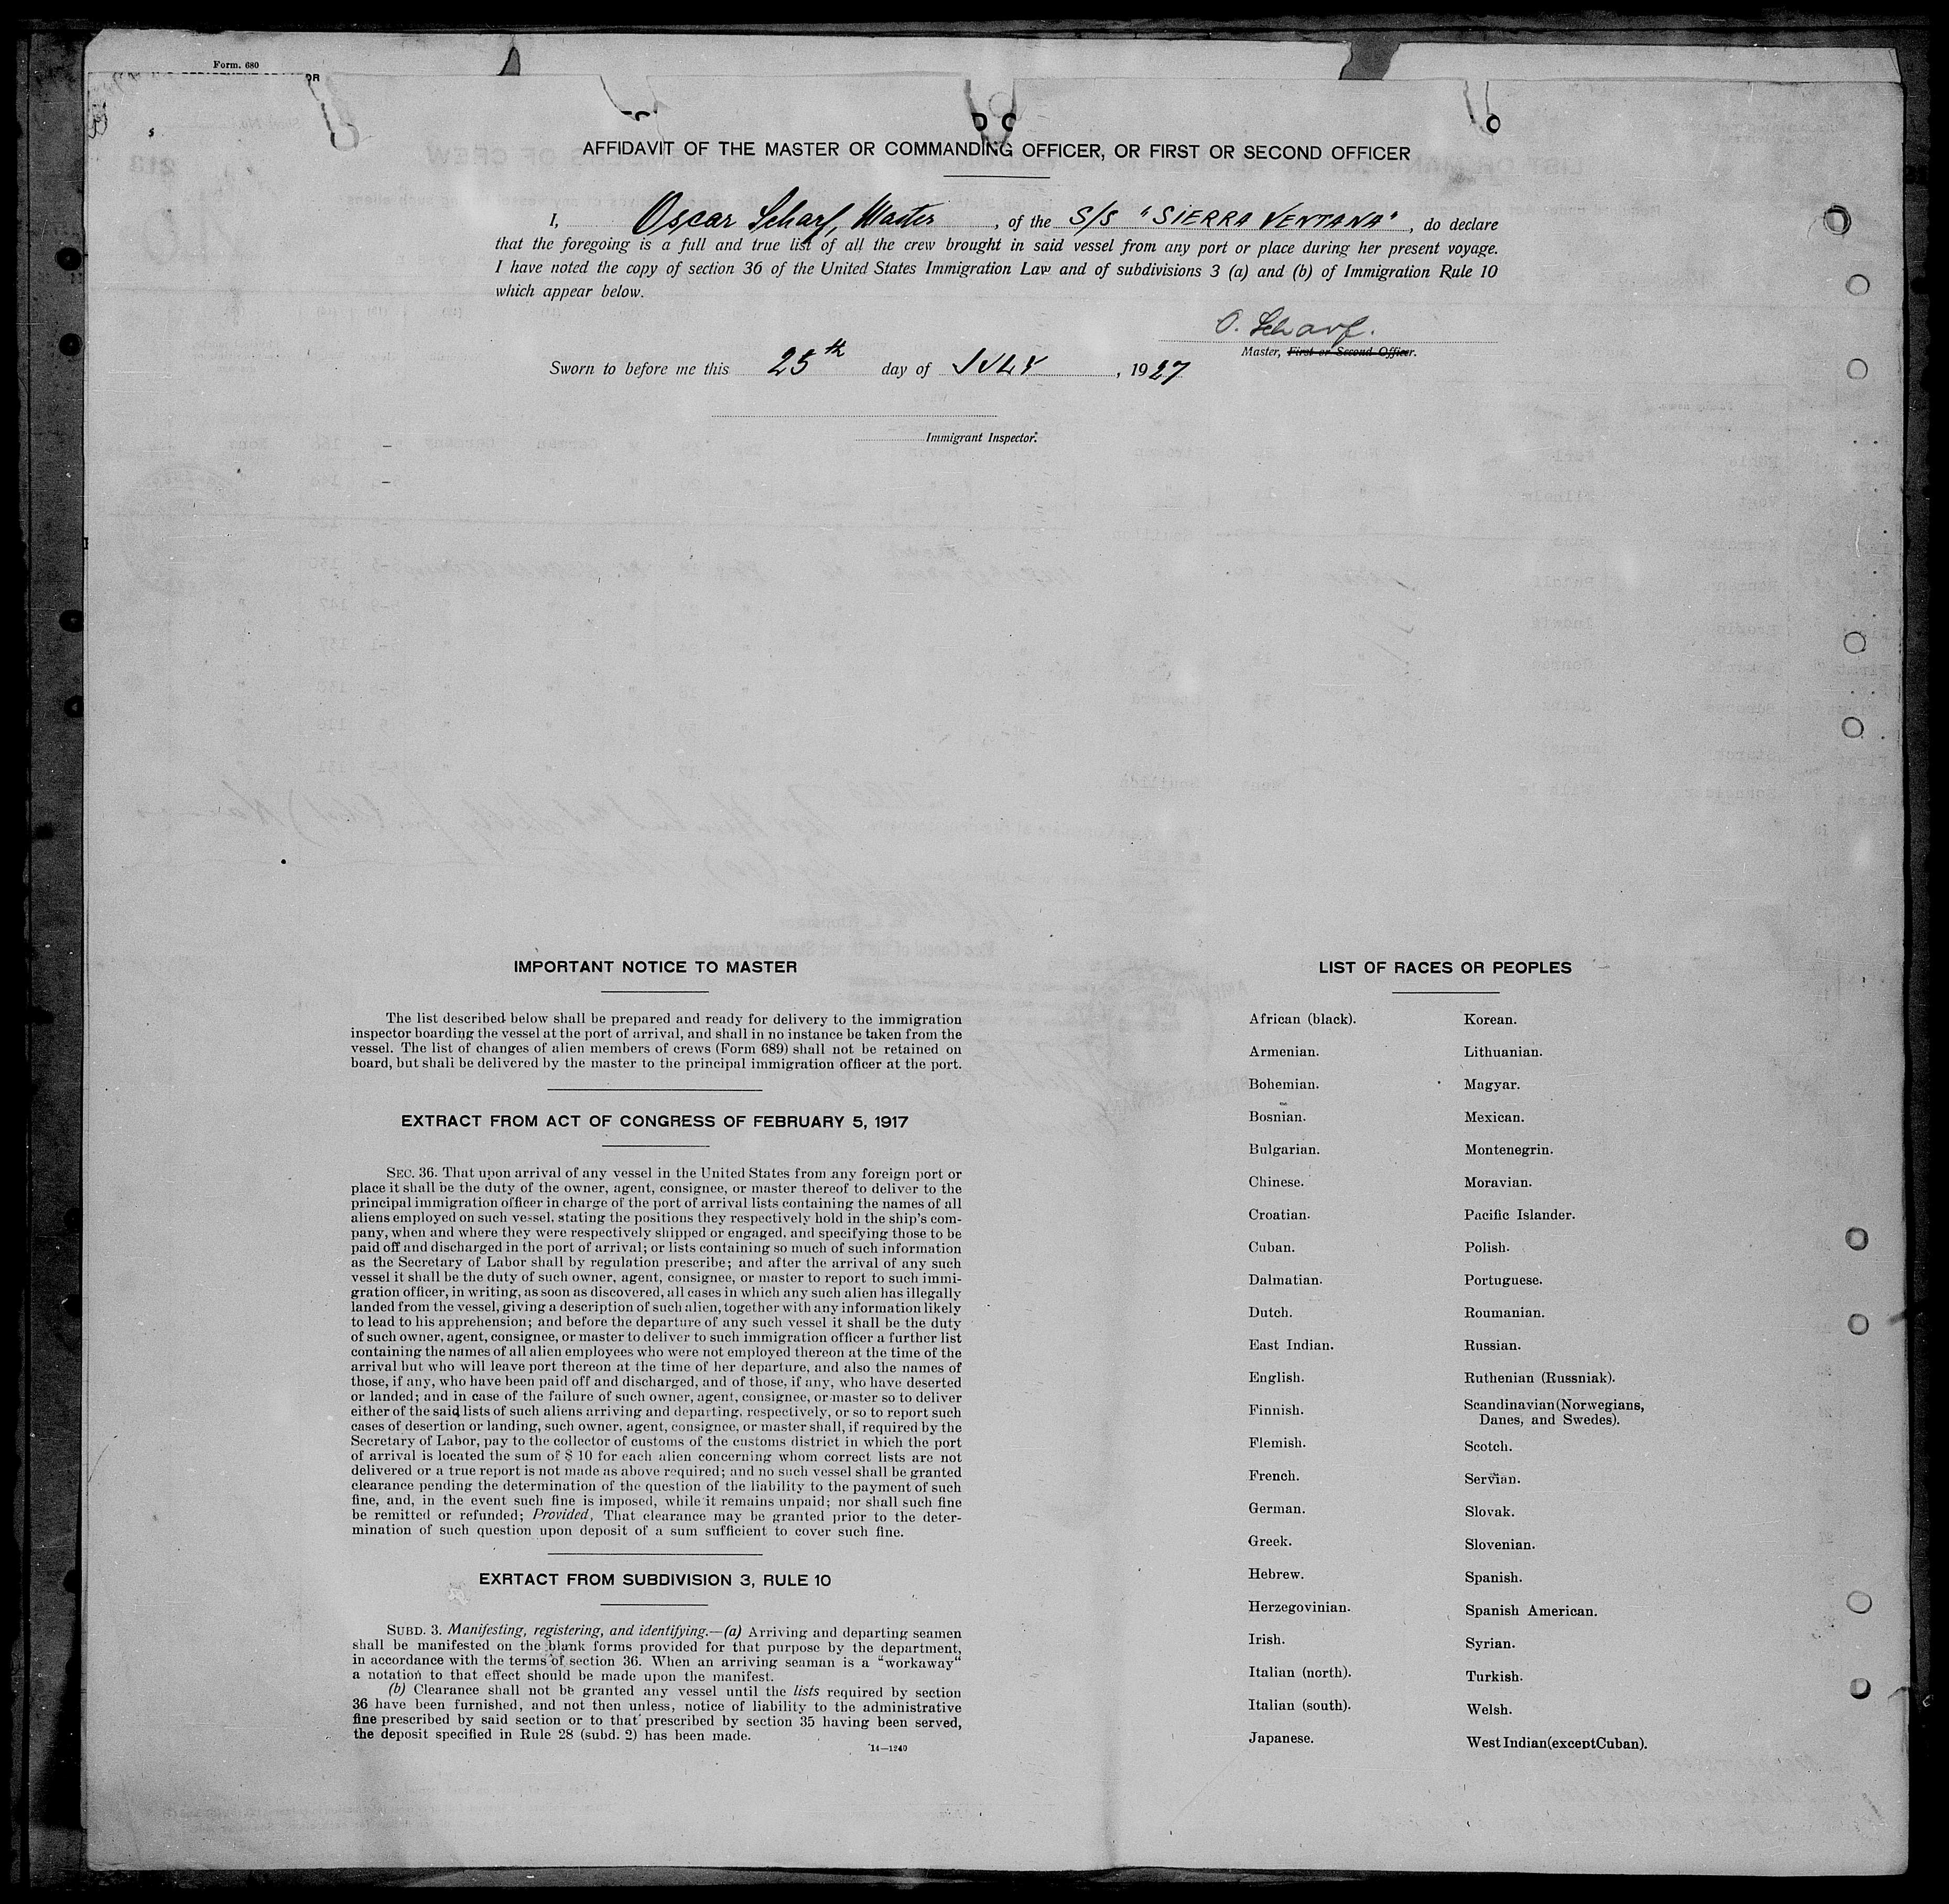 Form. 680
AFFIDAVIT OF THE MASTER OR COMMANDING OFFICER, OR FIRST OR SECOND OFFICER
I, Oscar Scharf, Master, of the S/S "SIERRA VENTANA", do declare
that the foregoing is a full and true list of all the crew brought in said vessel from any port or place during her present voyage.
I have noted the copy of section 36 of the United States Immigration Law and of subdivisions 3 (a) and (b) of Immigration Rule 10
which appear below.
O. Scharf.
Master, First or Second Officer.
Sworn to before me this 25th day of JULY, 1927
Immigrant Inspector.
IMPORTANT NOTICE TO MASTER
The list described below shall be prepared and ready for delivery to the immigration
inspector boarding the vessel at the port of arrival, and shall in no instance be taken from the
vessel. The list of changes of alien members of crews (Form 689) shall not be retained on
board, but shall be delivered by the master to the principal immigration officer at the port.
EXTRACT FROM ACT OF CONGRESS OF FEBRUARY 5, 1917
SEC. 36. That upon arrival of any vessel in the United States from any foreign port or
place it shall be the duty of the owner, agent, consignee, or master thereof to deliver to the
principal immigration officer in charge of the port of arrival lists containing the names of all
aliens employed on such vessel, stating the positions they respectively hold in the ship's com-
pany, when and where they were respectively shipped or engaged, and specifying those to be
paid off and discharged in the port of arrival; or lists containing so much of such information
as the Secretary of Labor shall by regulation prescribe; and after the arrival of any such
vessel it shall be the duty of such owner, agent, consignee, or master to report to such immi-
gration officer, in writing, as soon as discovered, all cases in which any such alien has illegally
landed from the vessel, giving a description of such alien, together with any information likely
to lead to his apprehension; and before the departure of any such vessel it shall be the duty
of such owner, agent, consignee, or master to deliver to such immigration officer a further list
containing the names of all alien employees who were not employed thereon at the time of the
arrival but who will leave port thereon at the time of her departure, and also the names of
those, if any, who have been paid off and discharged, and of those, if any, who have deserted
or landed; and in case of the failure of such owner, agent, consignee, or master so to deliver
either of the said lists of such aliens arriving and departing, respectively, or so to report such
cases of desertion or landing, such owner, agent, consignee, or master shall, if required by the
Secretary of Labor, pay to the collector of customs of the customs district in which the port
of arrival is located the sum of $ 10 for each alien concerning whom correct lists are not
delivered or a true report is not made as above required; and no such vessel shall be granted
clearance pending the determination of the question of the liability to the payment of such
fine, and, in the event such fine is imposed, while it remains unpaid; nor shall such fine
be remitted or refunded; Provided, That clearance may be granted prior to the deter-
mination of such question upon deposit of a sum sufficient to cover such fine.
EXRTACT FROM SUBDIVISION 3, RULE 10
SUBD. 3. Manifesting, registering, and identifying.—(a) Arriving and departing seamen
shall be manifested on the blank forms provided for that purpose by the department,
in accordance with the terms of section 36. When an arriving seaman is a "workaway"
a notation to that effect should be made upon the manifest.
(b) Clearance shall not be granted any vessel until the lists required by section
36 have been furnished, and not then unless, notice of liability to the administrative
fine prescribed by said section or to that prescribed by section 35 having been served,
the deposit specified in Rule 28 (subd. 2) has been made.
14—1240
LIST OF RACES OR PEOPLES
African (black).
Armenian.
Bohemian.
Bosnian.
Bulgarian.
Chinese.
Croatian.
Cuban.
Dalmatian.
Dutch.
East Indian.
English.
Finnish.
Flemish.
French.
German.
Greek.
Hebrew.
Herzegovinian.
Irish.
Italian (north).
Italian (south).
Japanese.
Korean.
Lithuanian.
Magyar.
Mexican.
Montenegrin.
Moravian.
Pacific Islander.
Polish.
Portuguese.
Roumanian.
Russian.
Ruthenian (Russniak).
Scandinavian (Norwegians,
Danes, and Swedes).
Scotch.
Servian.
Slovak.
Slovenian.
Spanish.
Spanish American.
Syrian.
Turkish.
Welsh.
West Indian (except Cuban).